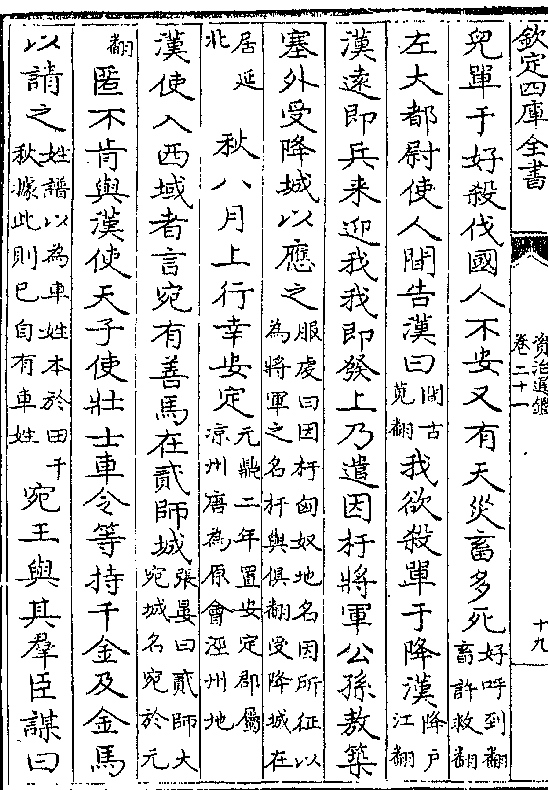 欽定四庫全書
資治通鑑
卷二十一
十九
兒單于好殺伐國人不安又有天災畜多死好呼到翻畜許救翻
左大都尉使人閒告漢曰閒古莧翻我欲殺單于降漢降戶江翻
漢遠即兵来迎我我即發上乃遣因杅將軍公孫敖築
塞外受降城以應之服虔曰因杅匈奴地名因所征以為將軍之名杅與俱翻受降城在
居延北 秋八月上行幸安定元鼎二年置安定郡屬凉州唐為原會涇州地
漢使入西域者言宛有善馬在貳師城張晏曰貳師大宛城名宛於元
翻匿不肯與漢使天子使壯士車令等持千金及金馬
以請之姓譜以為車姓本於田千秋據此則已自有車姓宛王與其羣臣謀曰